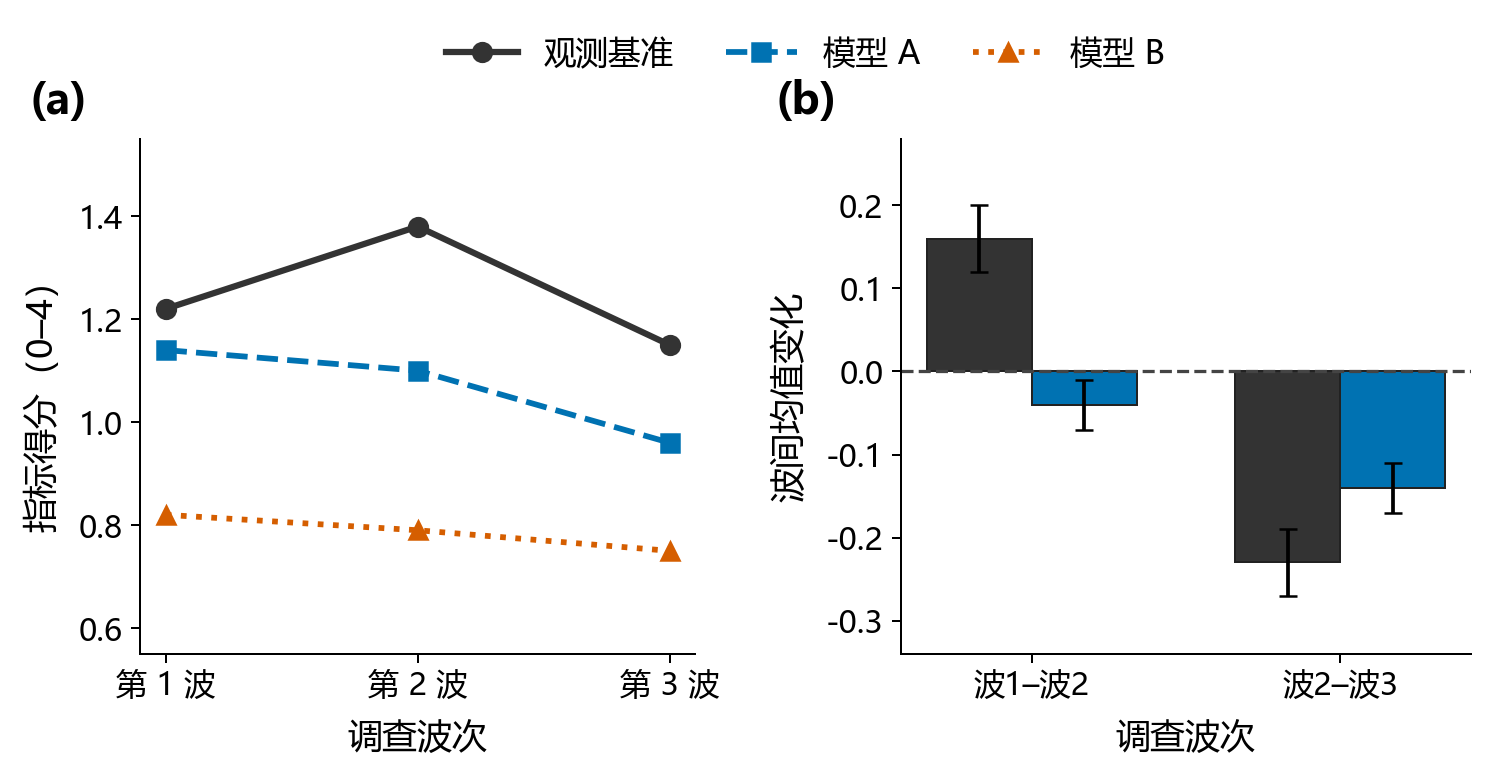 观测基准 模型 A 模型 B
(a)
指标得分（0–4）
1.4
1.2
1.0
0.8
0.6
第 1 波 第 2 波 第 3 波
调查波次
(b)
波间均值变化
0.2
0.1
0.0
-0.1
-0.2
-0.3
波1–波2 波2–波3
调查波次